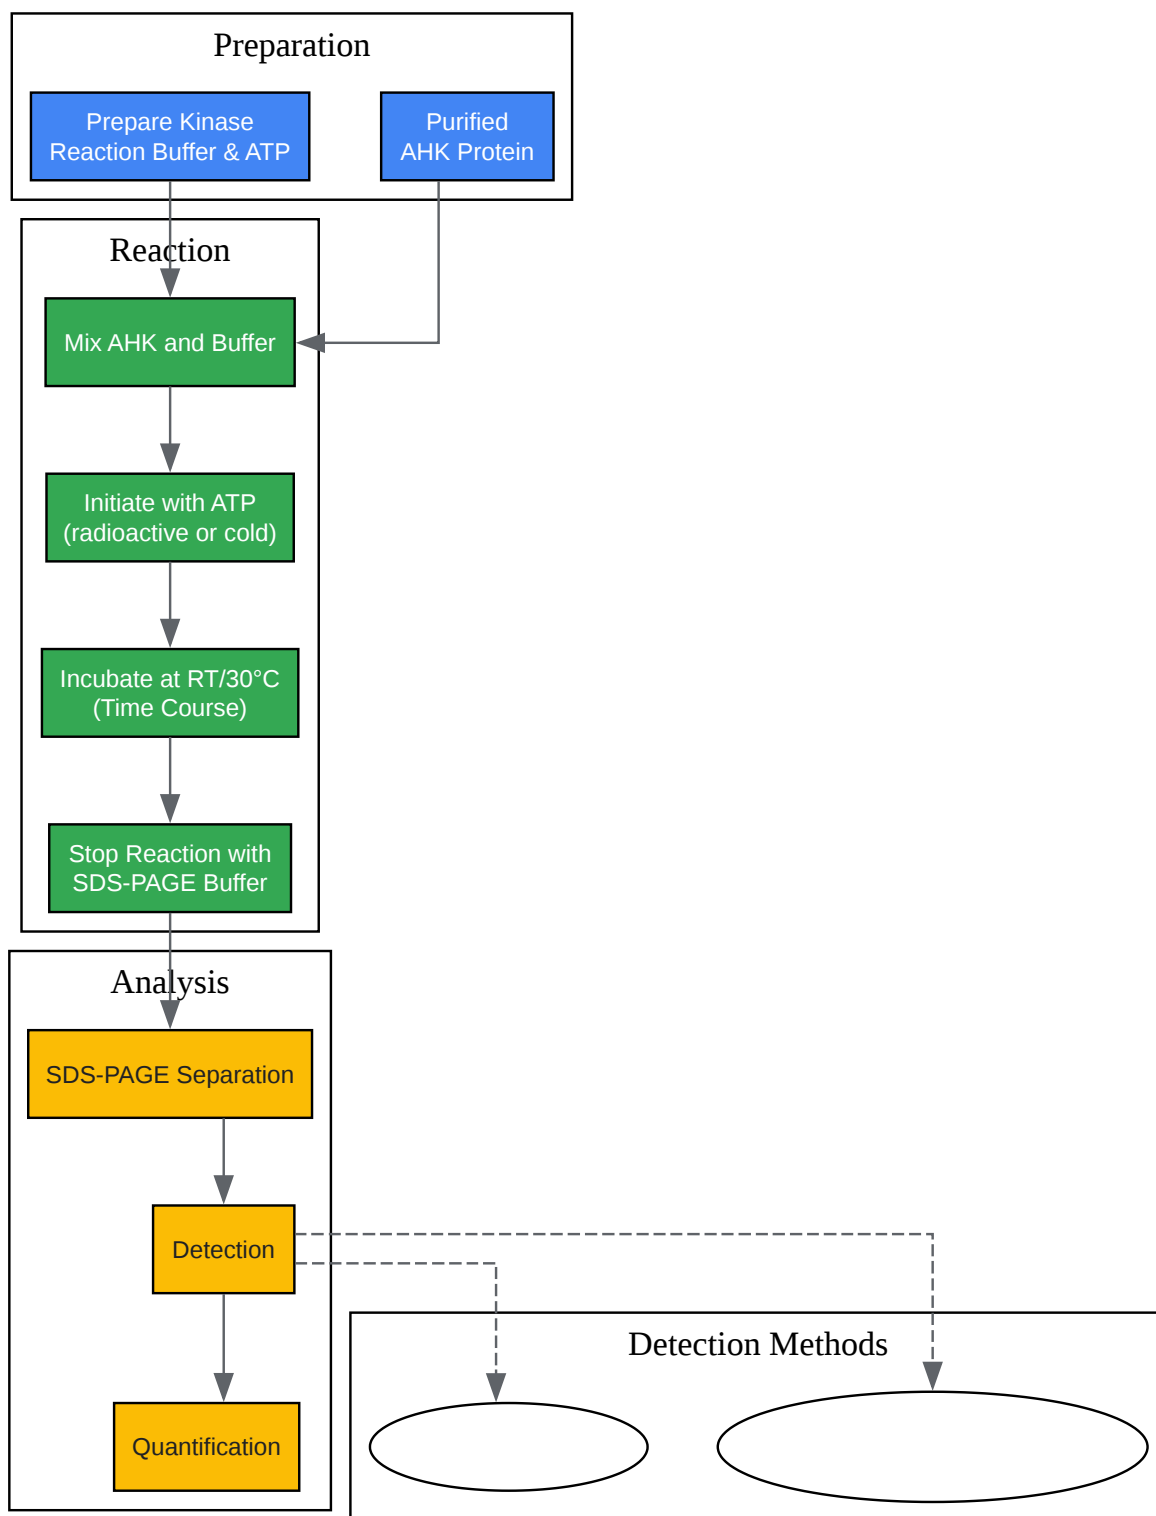 Preparation
Prepare Kinase
Reaction Buffer & ATP
Purified
AHK Protein
Reaction
Mix AHK and Buffer
Initiate with ATP
(radioactive or cold)
Incubate at RT/30°C
(Time Course)
Stop Reaction with
SDS-PAGE Buffer
Analysis
SDS-PAGE Separation
Detection
Quantification
Detection Methods